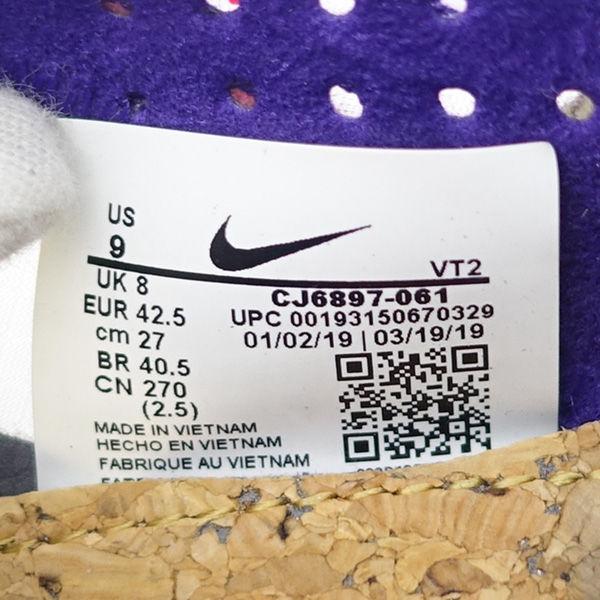 US
9
VT2
UK 8
EUR 42.5
cm 27
BR 40.5
CN 270
(2.5)
CJ6897-061
UPC 00193150670329
01/02/19 | 03/19/19
MADE IN VIETNAM
HECHO EN VIETNAM
FABRIQUE AU VIETNAM